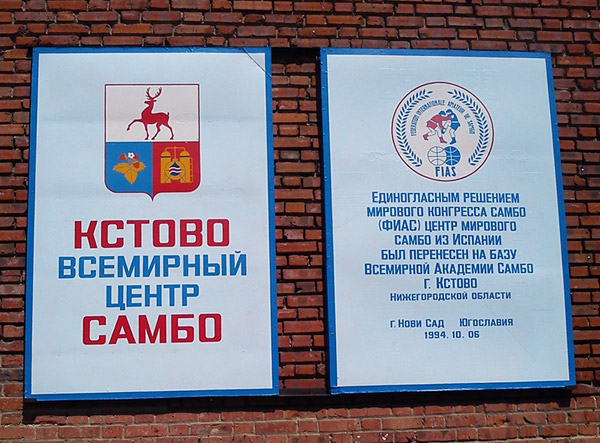 КСТОВО
ВСЕМИРНЫЙ
ЦЕНТР
САМБО
FEDERATION INTERNATIONALE AMATEUR DE SAMBO
FIAS
ЕДИНОГЛАСНЫМ РЕШЕНИЕМ
МИРОВОГО КОНГРЕССА САМБО
(ФИАС) ЦЕНТР МИРОВОГО
САМБО ИЗ ИСПАНИИ
БЫЛ ПЕРЕНЕСЕН НА БАЗУ
ВСЕМИРНОЙ АКАДЕМИИ САМБО
Г. КСТОВО
НИЖЕГОРОДСКОЙ ОБЛАСТИ
Г. НОВИ САД ЮГОСЛАВИЯ
1994. 10. 06